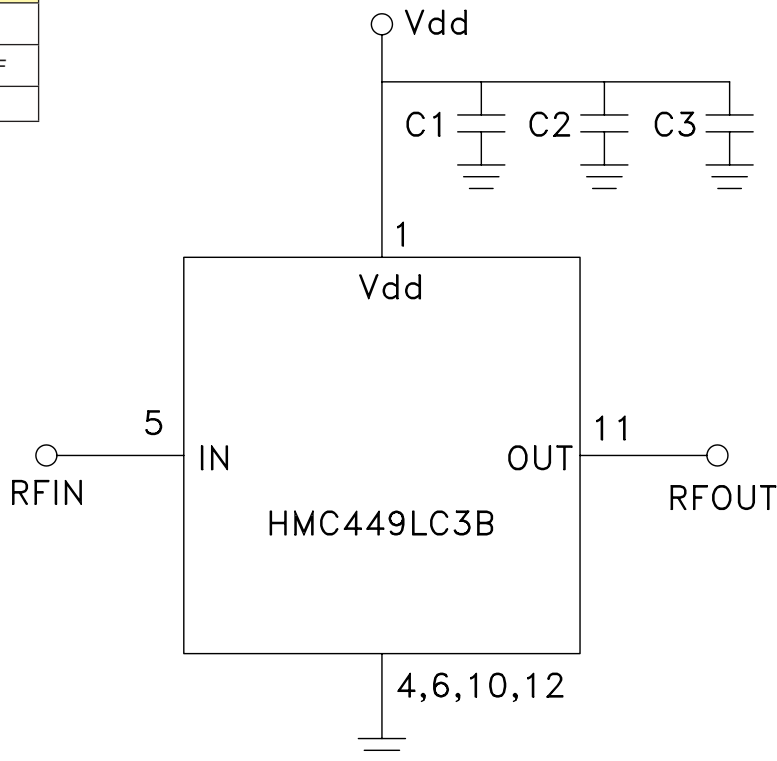 Vdd
F
C1 C2 C3
1
Vdd
5
11
IN
OUT
RFIN
RFOUT
HMC449LC3B
4,6,10,12